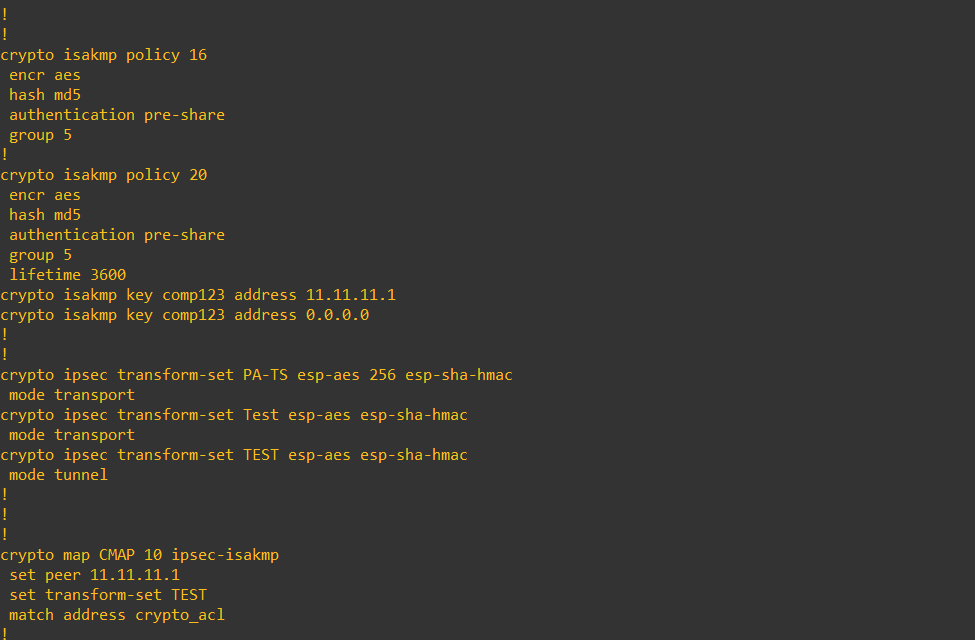 !
!
crypto isakmp policy 16
 encr aes
 hash md5
 authentication pre-share
 group 5
!
crypto isakmp policy 20
 encr aes
 hash md5
 authentication pre-share
 group 5
 lifetime 3600
crypto isakmp key comp123 address 11.11.11.1
crypto isakmp key comp123 address 0.0.0.0
!
!
crypto ipsec transform-set PA-TS esp-aes 256 esp-sha-hmac
 mode transport
crypto ipsec transform-set Test esp-aes esp-sha-hmac
 mode transport
crypto ipsec transform-set TEST esp-aes esp-sha-hmac
 mode tunnel
!
!
!
crypto map CMAP 10 ipsec-isakmp
 set peer 11.11.11.1
 set transform-set TEST
 match address crypto_acl
!